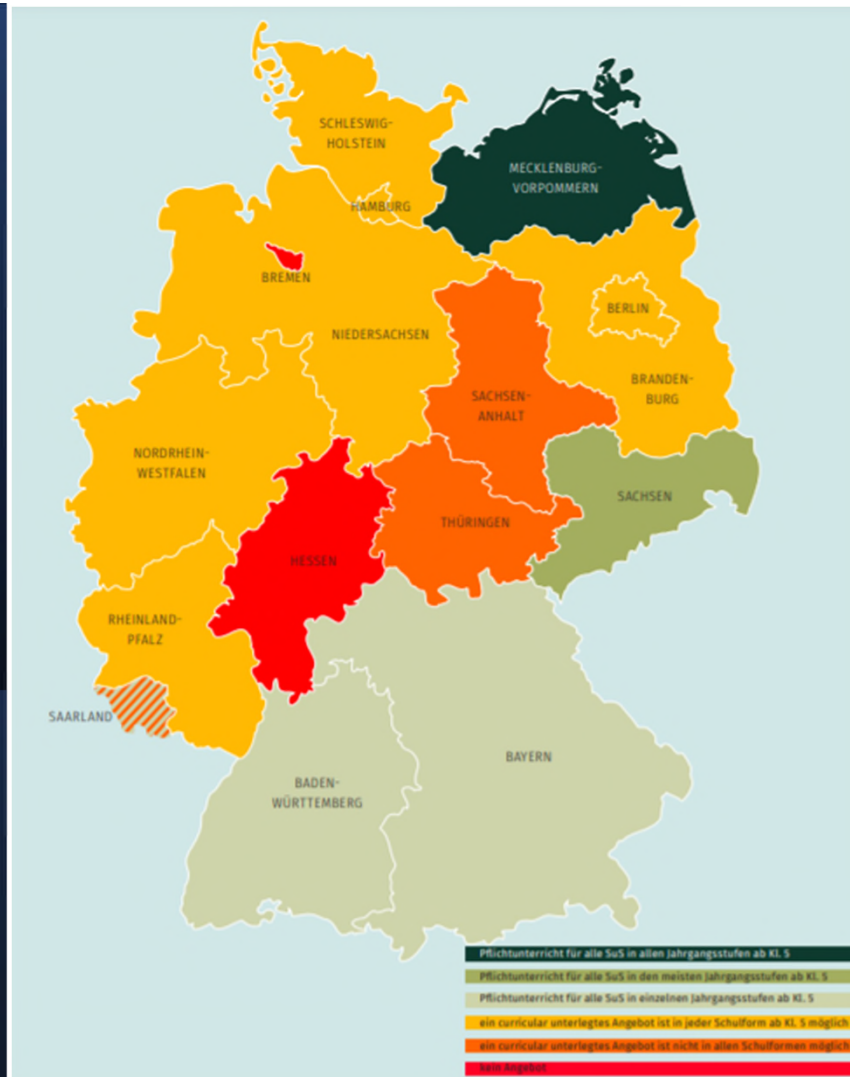 SCHLESWIG-
HOLSTEIN
MECKLENBURG-
VORPOMMERN
HAMBURG
BREMEN
BERLIN
NIEDERSACHSEN
BRANDEN-
BURG
SACHSEN-
ANHALT
NORDRHEIN-
WESTFALEN
SACHSEN
THÜRINGEN
HESSEN
RHEINLAND-
PFALZ
SAARLAND
BAYERN
BADEN-
WÜRTTEMBERG
Pflichtunterricht für alle SuS in allen Jahrgangsstufen ab Kl. 5
Pflichtunterricht für alle SuS in den meisten Jahrgangsstufen ab Kl. 5
Pflichtunterricht für alle SuS in einzelnen Jahrgangsstufen ab Kl. 5
ein curricular unterlegtes Angebot ist in jeder Schulform ab Kl. 5 möglich
ein curricular unterlegtes Angebot ist nicht in allen Schulformen möglich
kein Angebot